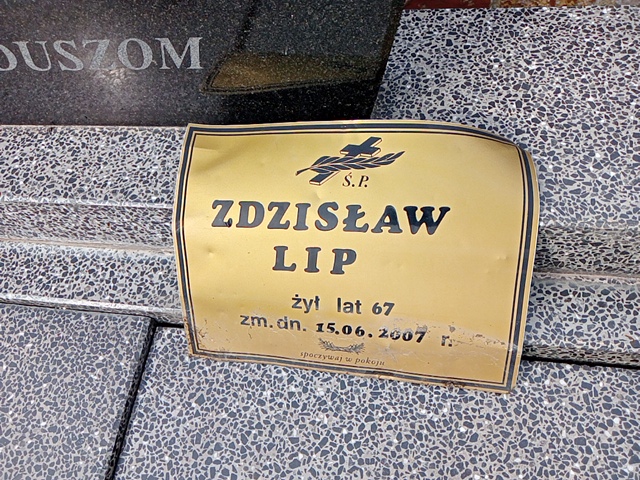 DUSZOM
Ś.P.
ZDZISŁAW
LIP
żył lat 67
zm. dn. 15.06.2007 r.
spoczywaj w pokoju